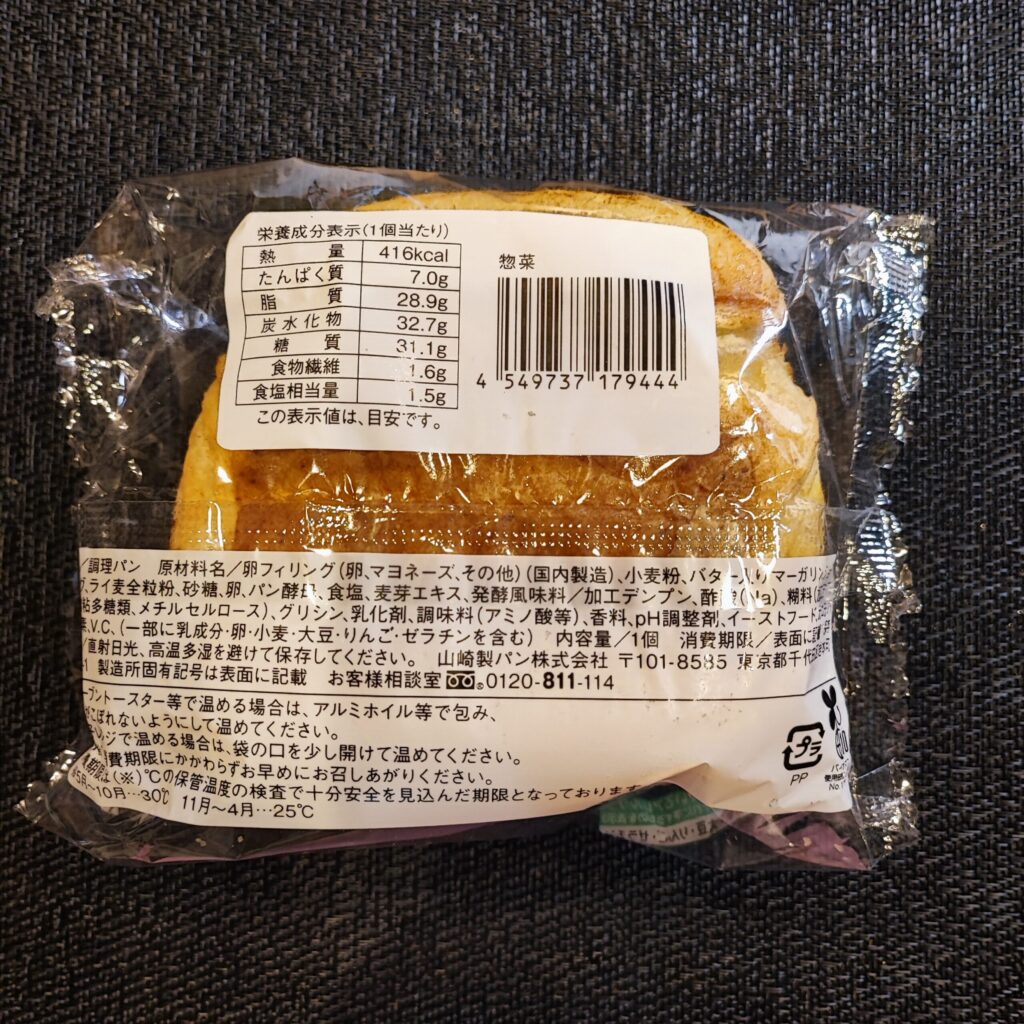 栄養成分表示(1個当たり)
熱量 416kcal
たんぱく質 7.0g
脂質 28.9g
炭水化物 32.7g
糖質 31.1g
食物繊維 1.6g
食塩相当量 1.5g
この表示値は、目安です。
惣菜
4 549737 179444
/調理パン 原材料名/卵フィリング(卵、マヨネーズ、その他)(国内製造)、小麦粉、バター入りマーガリン、
ライ麦全粒粉、砂糖、卵、パン酵母、食塩、麦芽エキス、発酵風味料/加工デンプン、酢酸(Na)、糊料(
粘多糖類、メチルセルロース)、グリシン、乳化剤、調味料(アミノ酸等)、香料、pH調整剤、イーストフード、
V.C、(一部に乳成分・卵・小麦・大豆・りんご・ゼラチンを含む) 内容量/1個 消費期限/表面に記載
/直射日光、高温多湿を避けて保存してください。 山崎製パン株式会社 〒101-8585 東京都千代田区
1 製造所固有記号は表面に記載 お客様相談室 0120-811-114
ーブントースター等で温める場合は、アルミホイル等で包み、
がこぼれないようにして温めてください。
レンジで温める場合は、袋の口を少し開けて温めてください。
費期限にかかわらずお早めにお召しあがりください。
期限は(※)℃の保管温度の検査で十分安全を見込んだ期限となっております
5月~10月…30℃ 11月~4月…25℃
プラ
PP